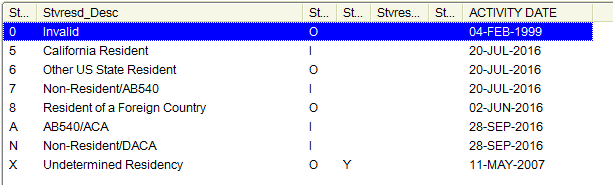 St... Stvresd_Desc St... St... Stvres... St... ACTIVITY DATE
0 Invalid O 04-FEB-1999
5 California Resident I 20-JUL-2016
6 Other US State Resident O 20-JUL-2016
7 Non-Resident/AB540 I 20-JUL-2016
8 Resident of a Foreign Country O 02-JUN-2016
A AB540/ACA I 28-SEP-2016
N Non-Resident/DACA I 28-SEP-2016
X Undetermined Residency O Y 11-MAY-2007